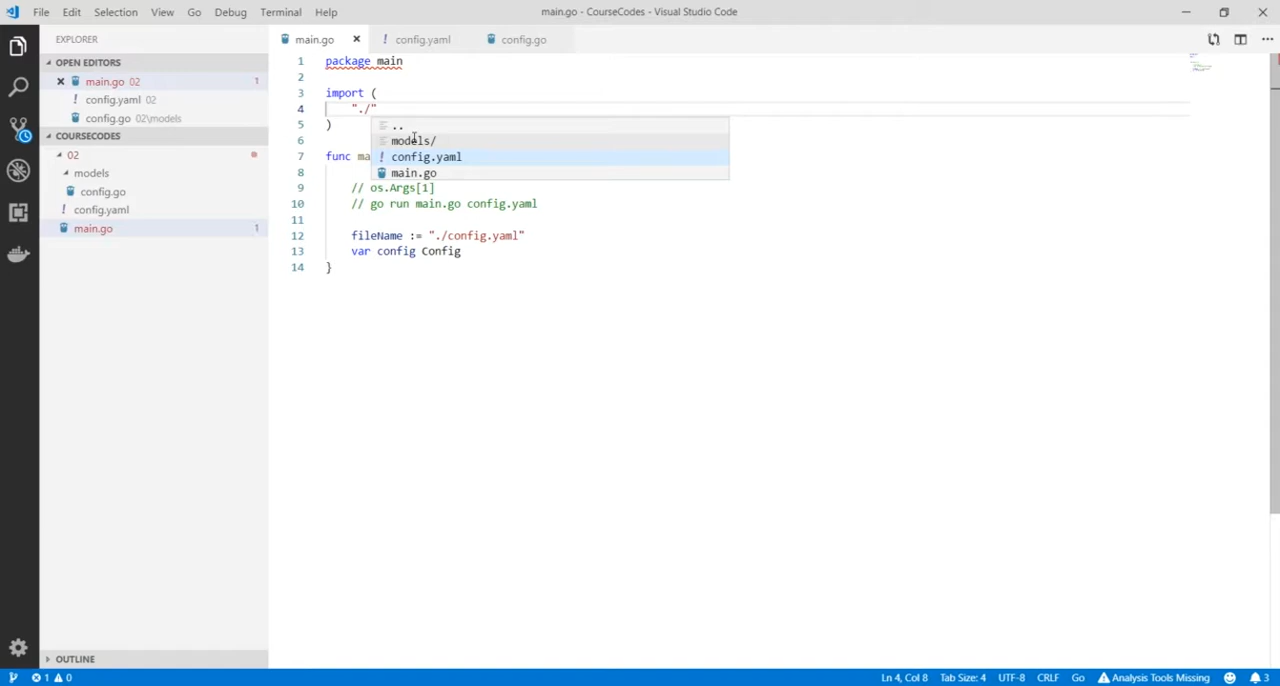 File Edit Selection View Go Debug Terminal Help
main.go - CourseCodes - Visual Studio Code
EXPLORER
OPEN EDITORS
main.go 02 1
config.yaml 02
config.go 02\models
COURSECODES
02
models
config.go
! config.yaml
main.go 1
OUTLINE
main.go
! config.yaml
config.go
1 package main
2
3 import (
4 "./"
5 )
6
7 func ma
8
9 // os.Args[1]
10 // go run main.go config.yaml
11
12 fileName := "./config.yaml"
13 var config Config
14 }
..
models/
! config.yaml
main.go
1 0
Ln 4, Col 8 Tab Size: 4 UTF-8 CRLF Go Analysis Tools Missing 3